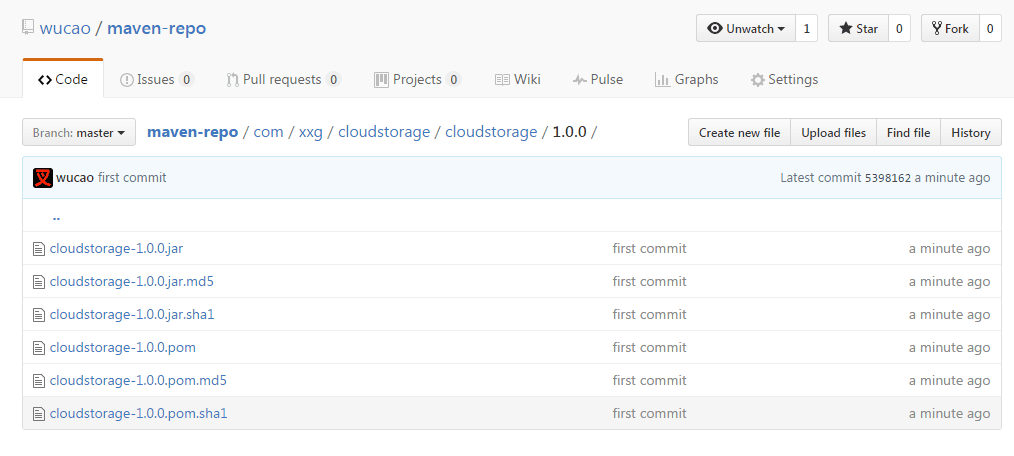 wucao / maven-repo Unwatch 1 Star 0 Fork 0
Code Issues 0 Pull requests 0 Projects 0 Wiki Pulse Graphs Settings
Branch: master maven-repo / com / xxg / cloudstorage / cloudstorage / 1.0.0 / Create new file Upload files Find file History
wucao first commit Latest commit 5398162 a minute ago
..
cloudstorage-1.0.0.jar first commit a minute ago
cloudstorage-1.0.0.jar.md5 first commit a minute ago
cloudstorage-1.0.0.jar.sha1 first commit a minute ago
cloudstorage-1.0.0.pom first commit a minute ago
cloudstorage-1.0.0.pom.md5 first commit a minute ago
cloudstorage-1.0.0.pom.sha1 first commit a minute ago